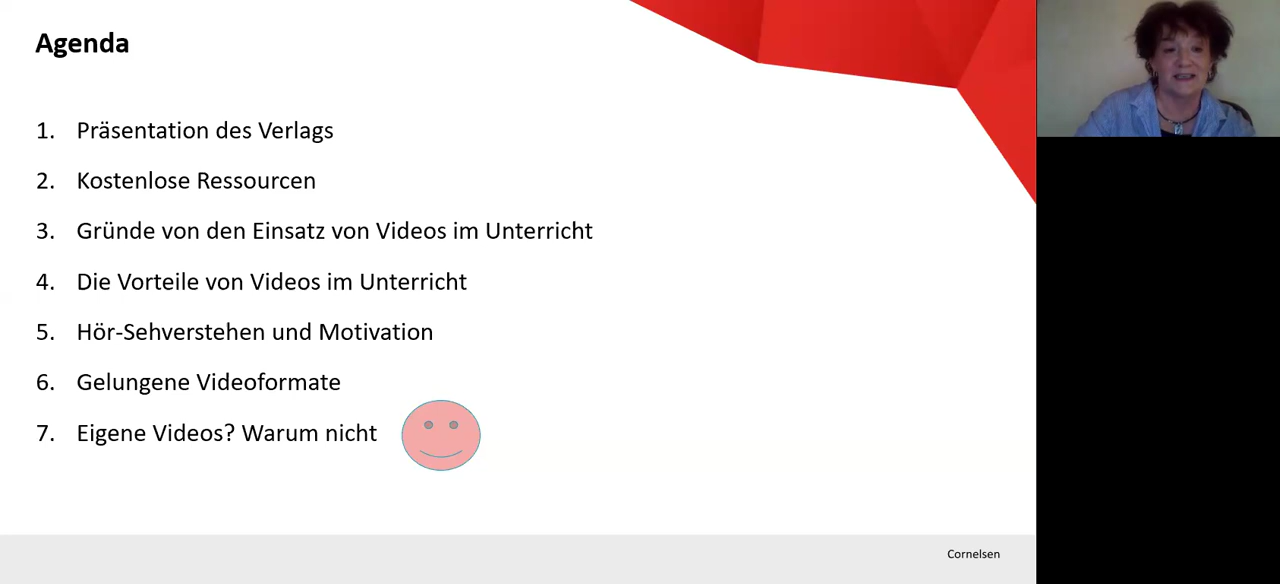 Agenda
1. Präsentation des Verlags
2. Kostenlose Ressourcen
3. Gründe von den Einsatz von Videos im Unterricht
4. Die Vorteile von Videos im Unterricht
5. Hör-Sehverstehen und Motivation
6. Gelungene Videoformate
7. Eigene Videos? Warum nicht
Cornelsen